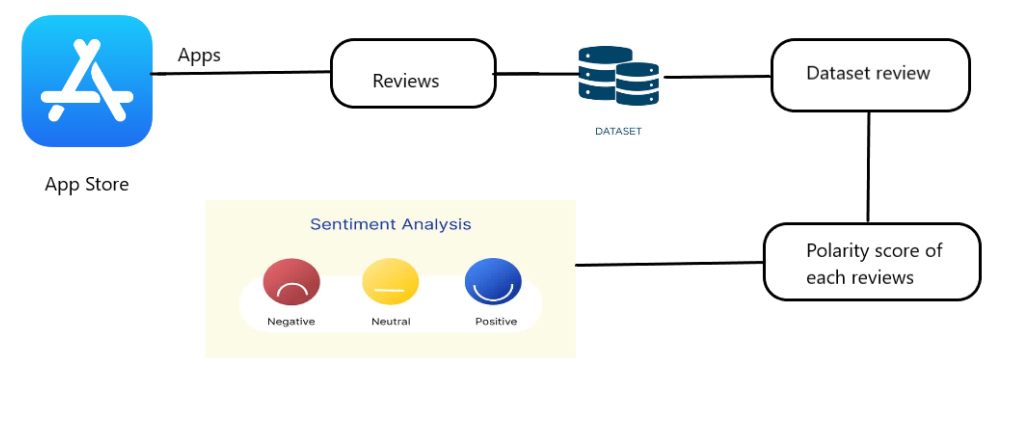 Apps
Reviews
Dataset review
DATASET
App Store
Sentiment Analysis
Polarity score of
each reviews
Negative
Neutral
Positive